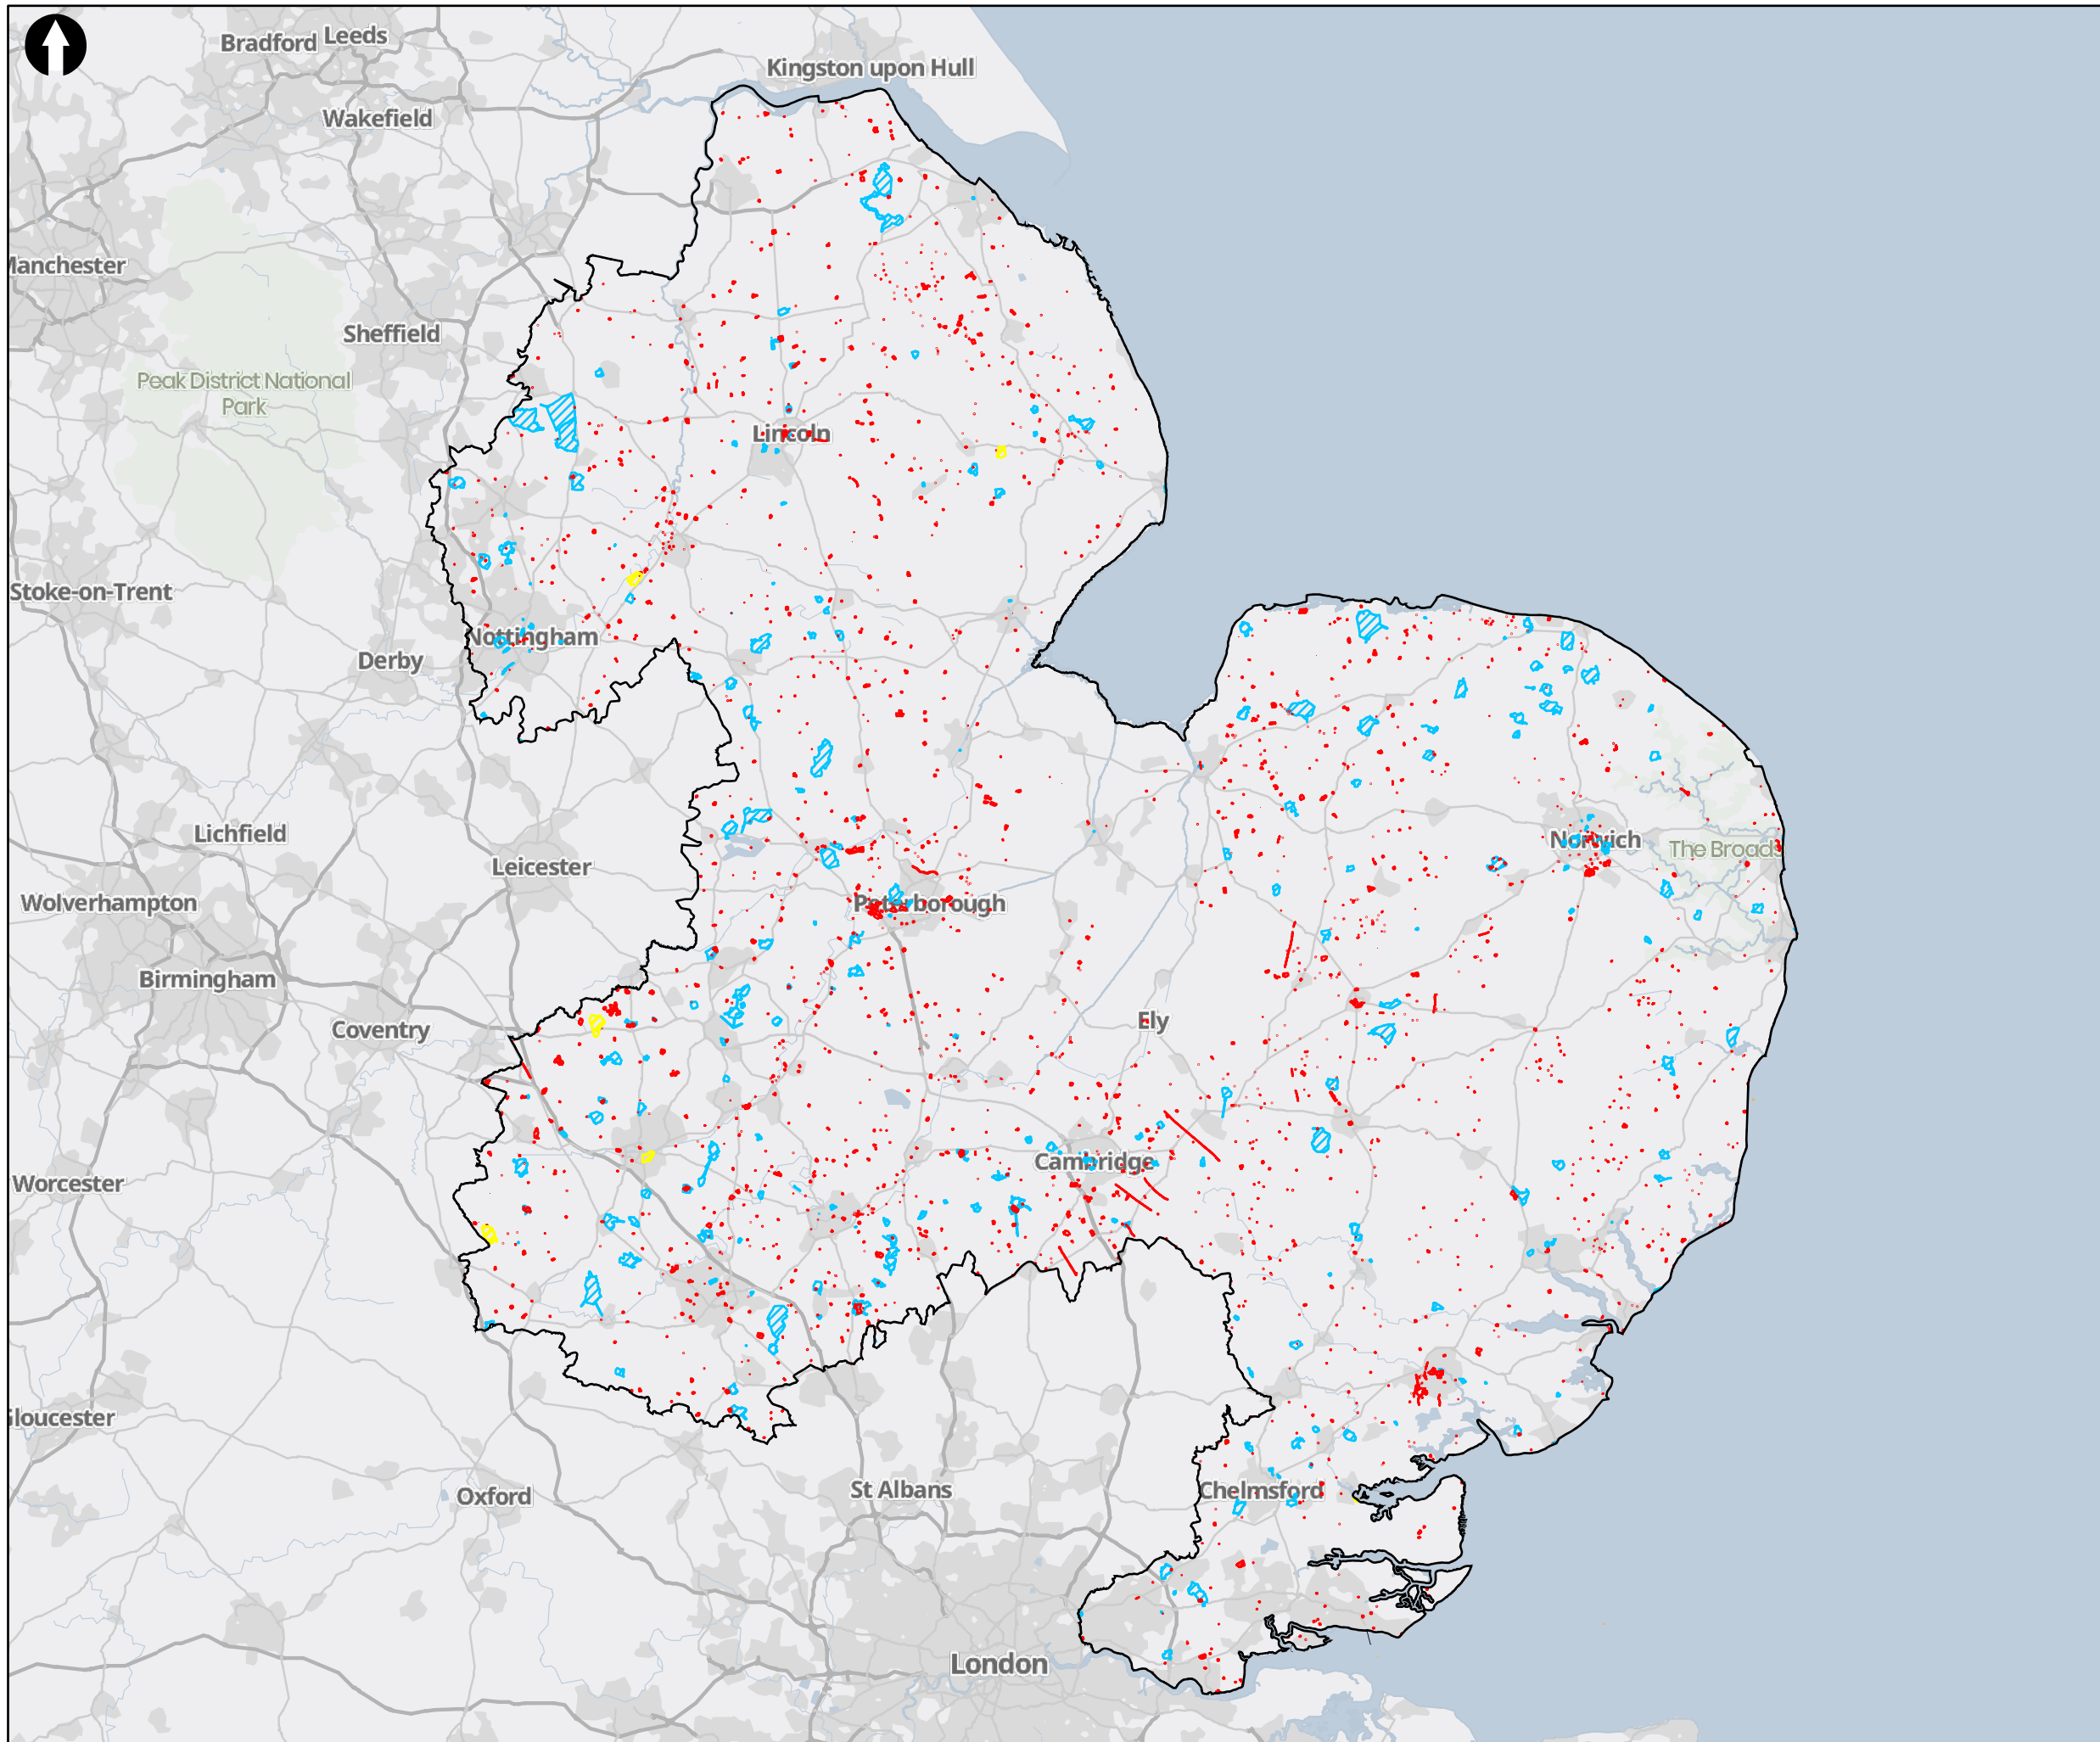 Bradford
Leeds
Kingston upon Hull
Wakefield
Manchester
Sheffield
Peak District National
Park
Lincoln
Stoke-on-Trent
Nottingham
Derby
Lichfield
Leicester
Norwich
The Broads
Wolverhampton
Peterborough
Birmingham
Ely
Coventry
Cambridge
Worcester
Gloucester
Oxford
St Albans
Chelmsford
London